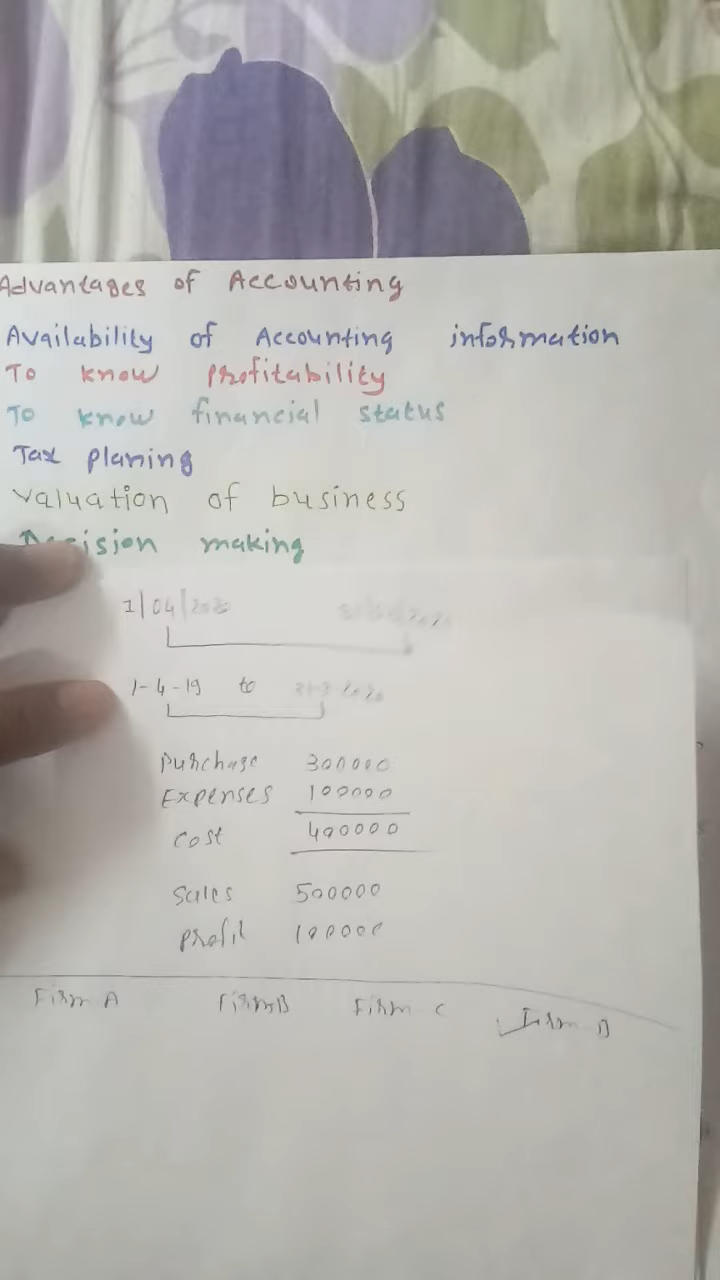 Advantages of Accounting
Availability of Accounting information
To know profitability
To know financial status
Tax planing
Valuation of business
Decision making
1/04/2020
1-4-19 to
Purchase 300000
Expenses 100000
Cost 400000
Sales 500000
Profit 100000
Firm A Firm B Firm C Firm D